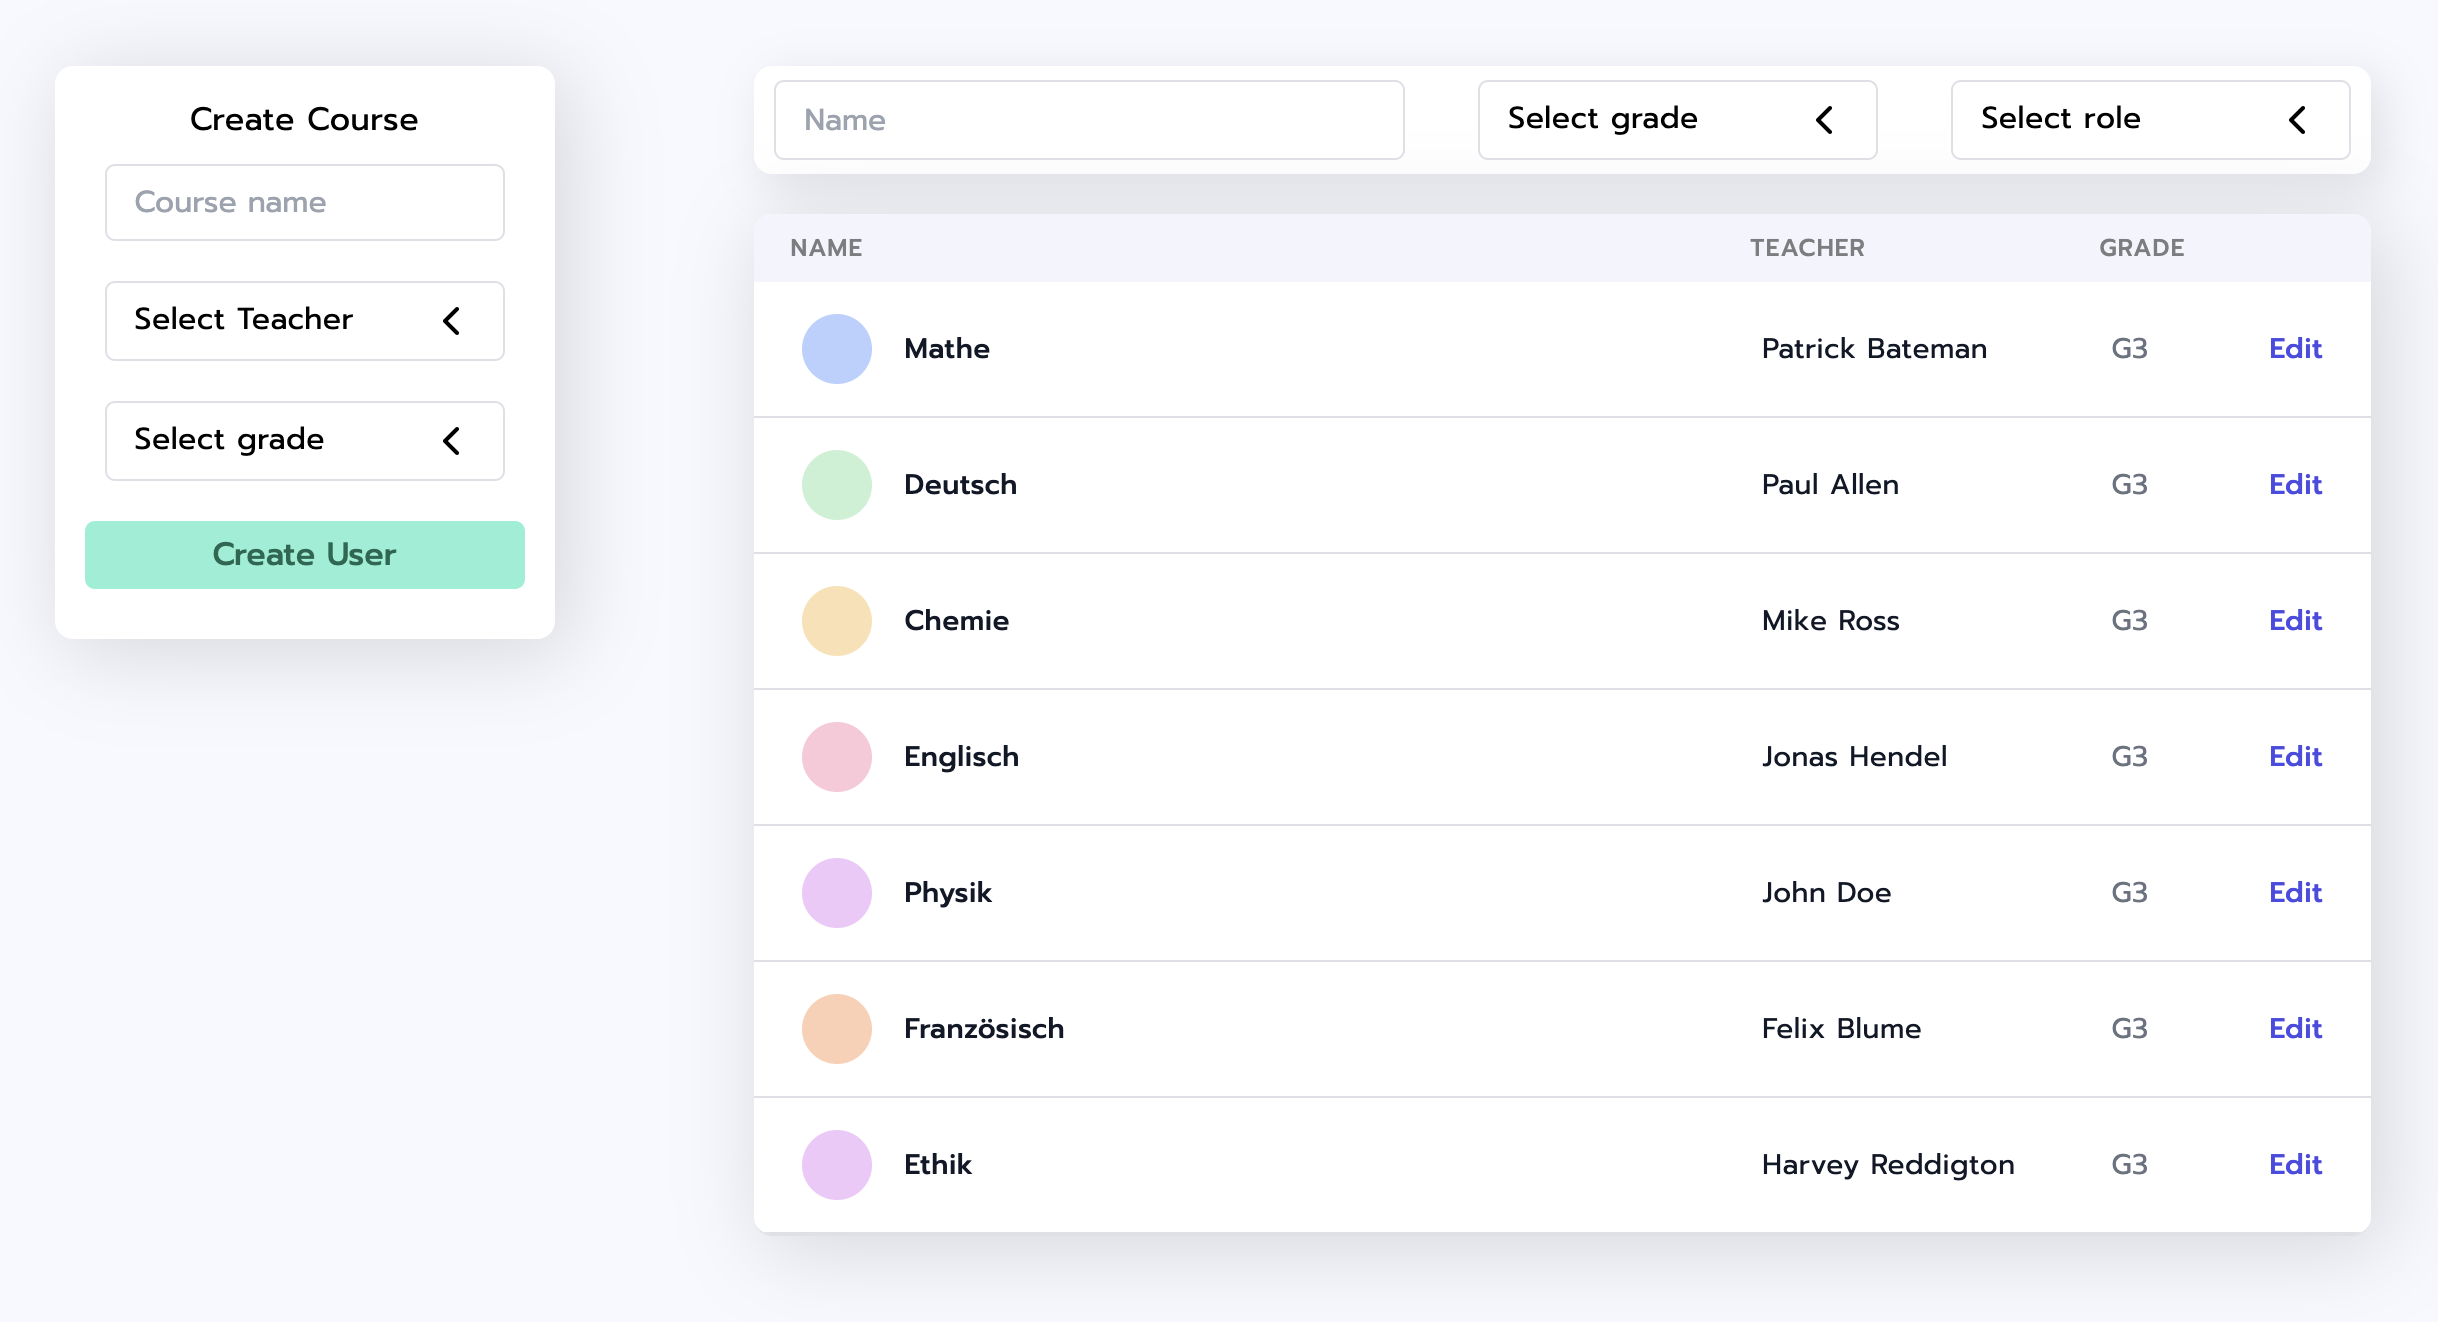 Create Course
Course name
Select Teacher
Select grade
Create User
Name
Select grade
Select role
NAME TEACHER GRADE
Mathe Patrick Bateman G3 Edit
Deutsch Paul Allen G3 Edit
Chemie Mike Ross G3 Edit
Englisch Jonas Hendel G3 Edit
Physik John Doe G3 Edit
Französisch Felix Blume G3 Edit
Ethik Harvey Reddigton G3 Edit